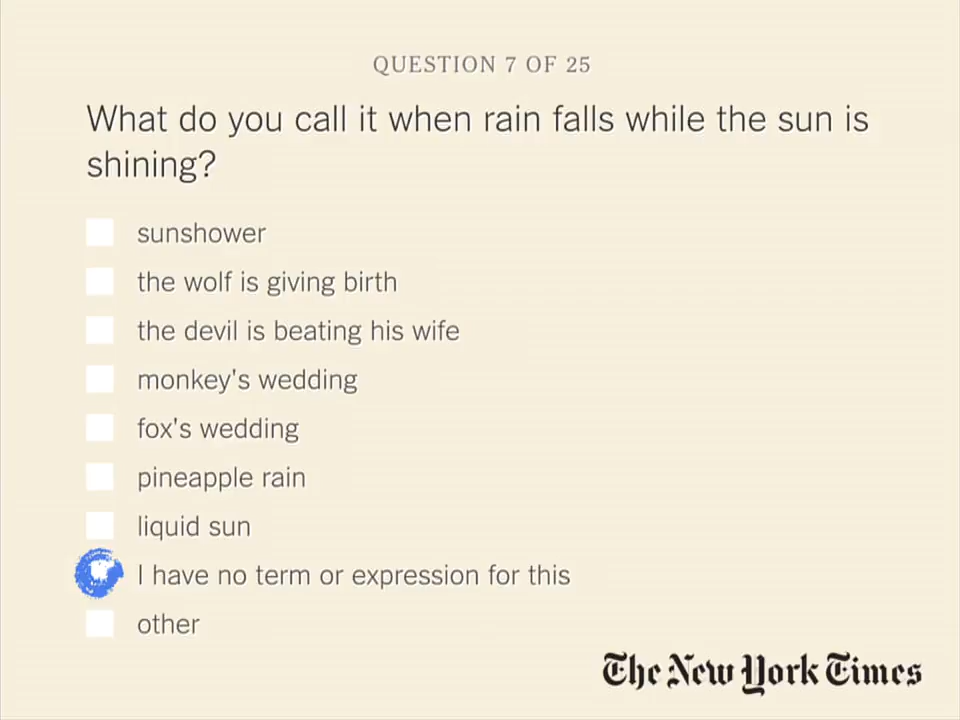 QUESTION 7 OF 25
What do you call it when rain falls while the sun is
shining?
sunshower
the wolf is giving birth
the devil is beating his wife
monkey's wedding
fox's wedding
pineapple rain
liquid sun
I have no term or expression for this
other
The New York Times